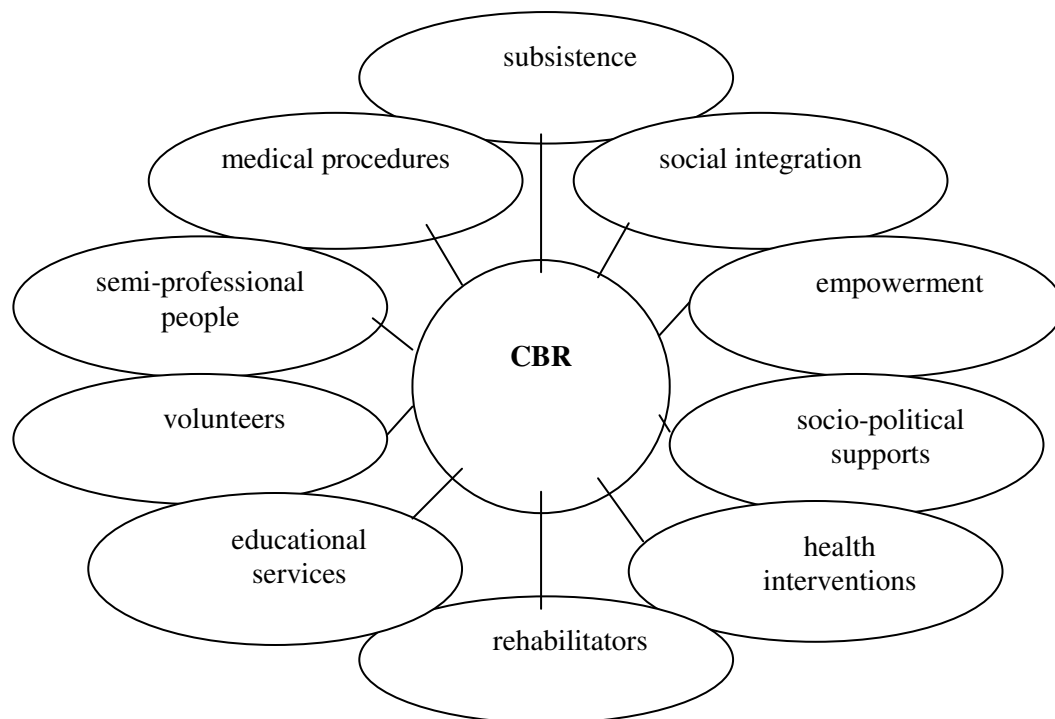 subsistence
medical procedures
social integration
semi-professional
people
empowerment
CBR
volunteers
socio-political
supports
educational
services
health
interventions
rehabilitators